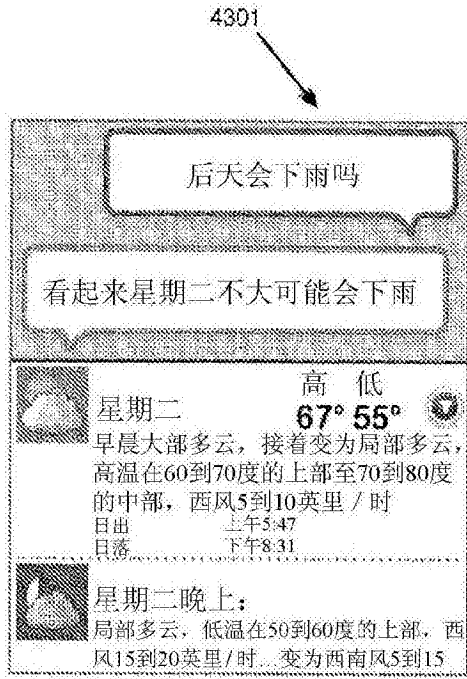 4301
后天会下雨吗
看起来星期二不大可能会下雨
高 低
星期二 67° 55°
早晨大部多云，接着变为局部多云，
高温在60到70度的上部至70到80度
的中部，西风5到10英里／时
日出 上午5:47
日落 下午8:31
星期二晚上：
局部多云，低温在50到60度的上部，西
风15到20英里/时...变为西南风5到15